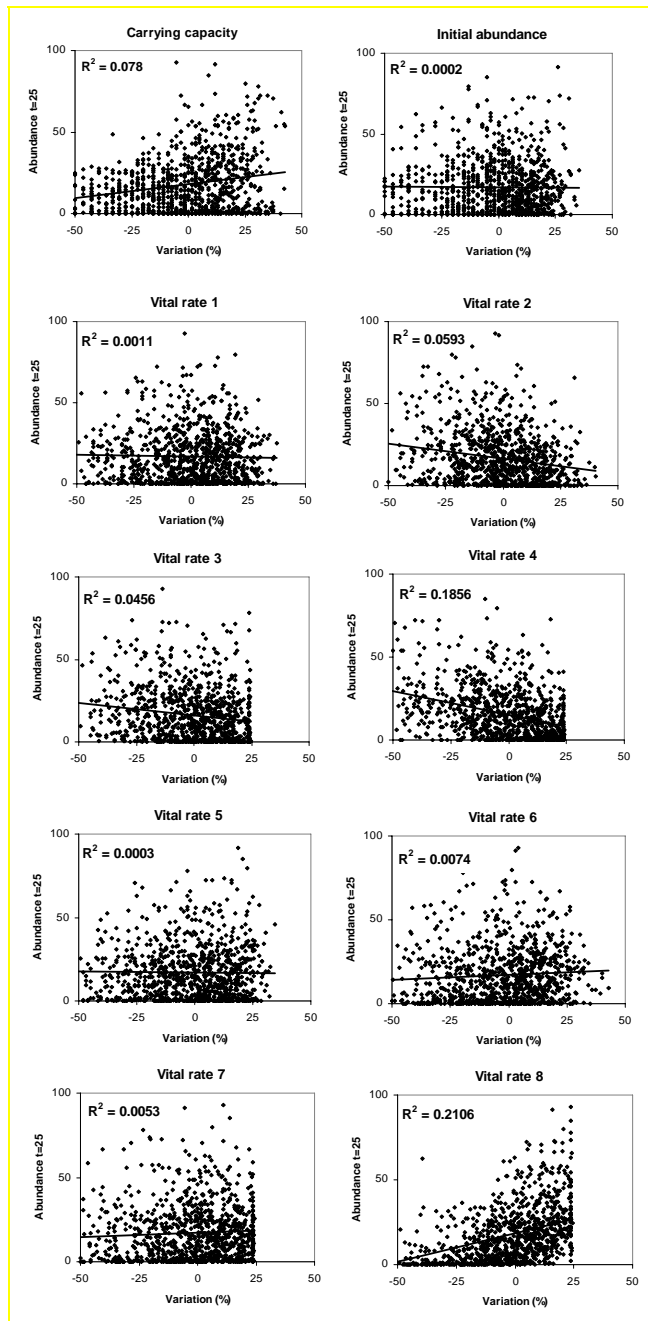 Carrying capacity
R² = 0.078
Abundance t=25
100
50
0
-50 -25 0 25 50
Variation (%)
Initial abundance
R² = 0.0002
Abundance t=25
100
50
0
-50 -25 0 25 50
Variation (%)
Vital rate 1
R² = 0.0011
Abundance t=25
100
50
0
-50 -25 0 25 50
Variation (%)
Vital rate 2
R² = 0.0593
Abundance t=25
100
50
0
-50 -25 0 25 50
Variation (%)
Vital rate 3
R² = 0.0456
Abundance t=25
100
50
0
-50 -25 0 25 50
Variation (%)
Vital rate 4
R² = 0.1856
Abundance t=25
100
50
0
-50 -25 0 25 50
Variation (%)
Vital rate 5
R² = 0.0003
Abundance t=25
100
50
0
-50 -25 0 25 50
Variation (%)
Vital rate 6
R² = 0.0074
Abundance t=25
100
50
0
-50 -25 0 25 50
Variation (%)
Vital rate 7
R² = 0.0053
Abundance t=25
100
50
0
-50 -25 0 25 50
Variation (%)
Vital rate 8
R² = 0.2106
Abundance t=25
100
50
0
-50 -25 0 25 50
Variation (%)